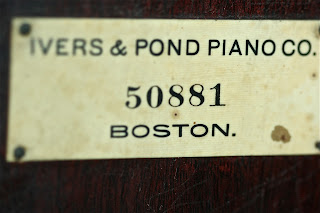 IVERS & POND PIANO CO.
50881
BOSTON.